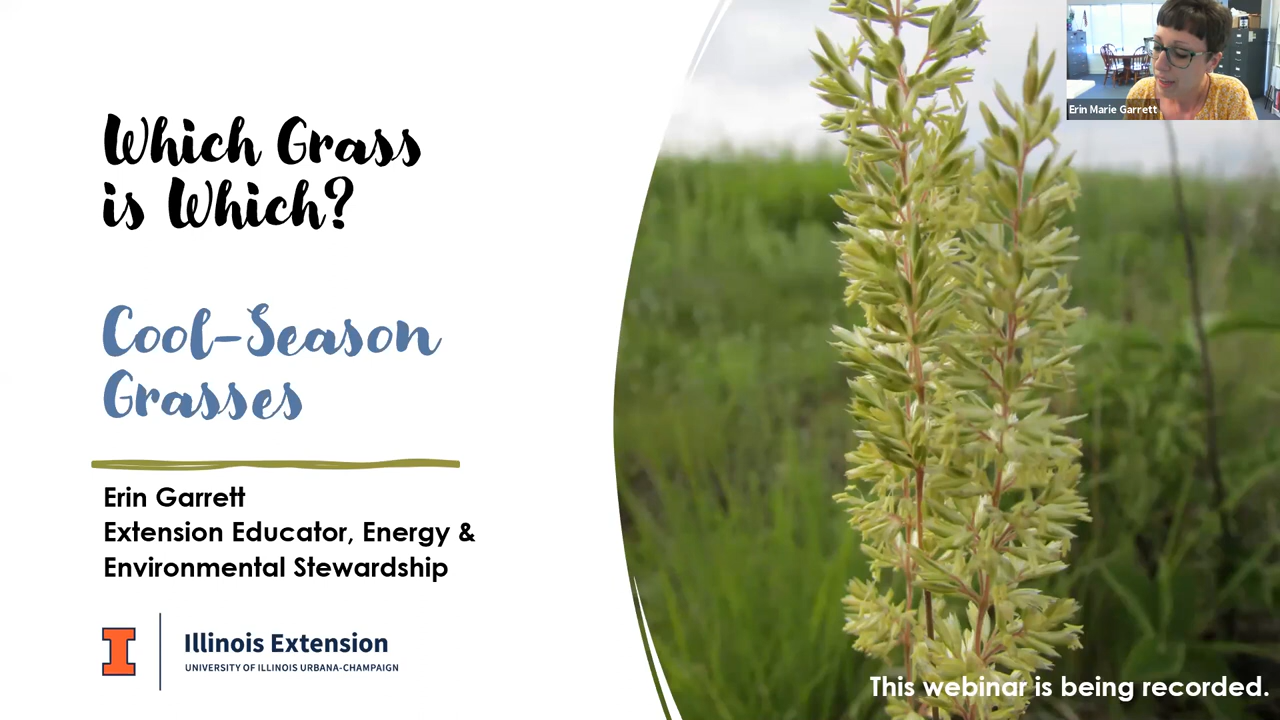 Which Grass
is Which?
Cool-Season
Grasses
Erin Garrett
Extension Educator, Energy &
Environmental Stewardship
I
Illinois Extension
UNIVERSITY OF ILLINOIS URBANA-CHAMPAIGN
Erin Marie Garrett
This webinar is being recorded.